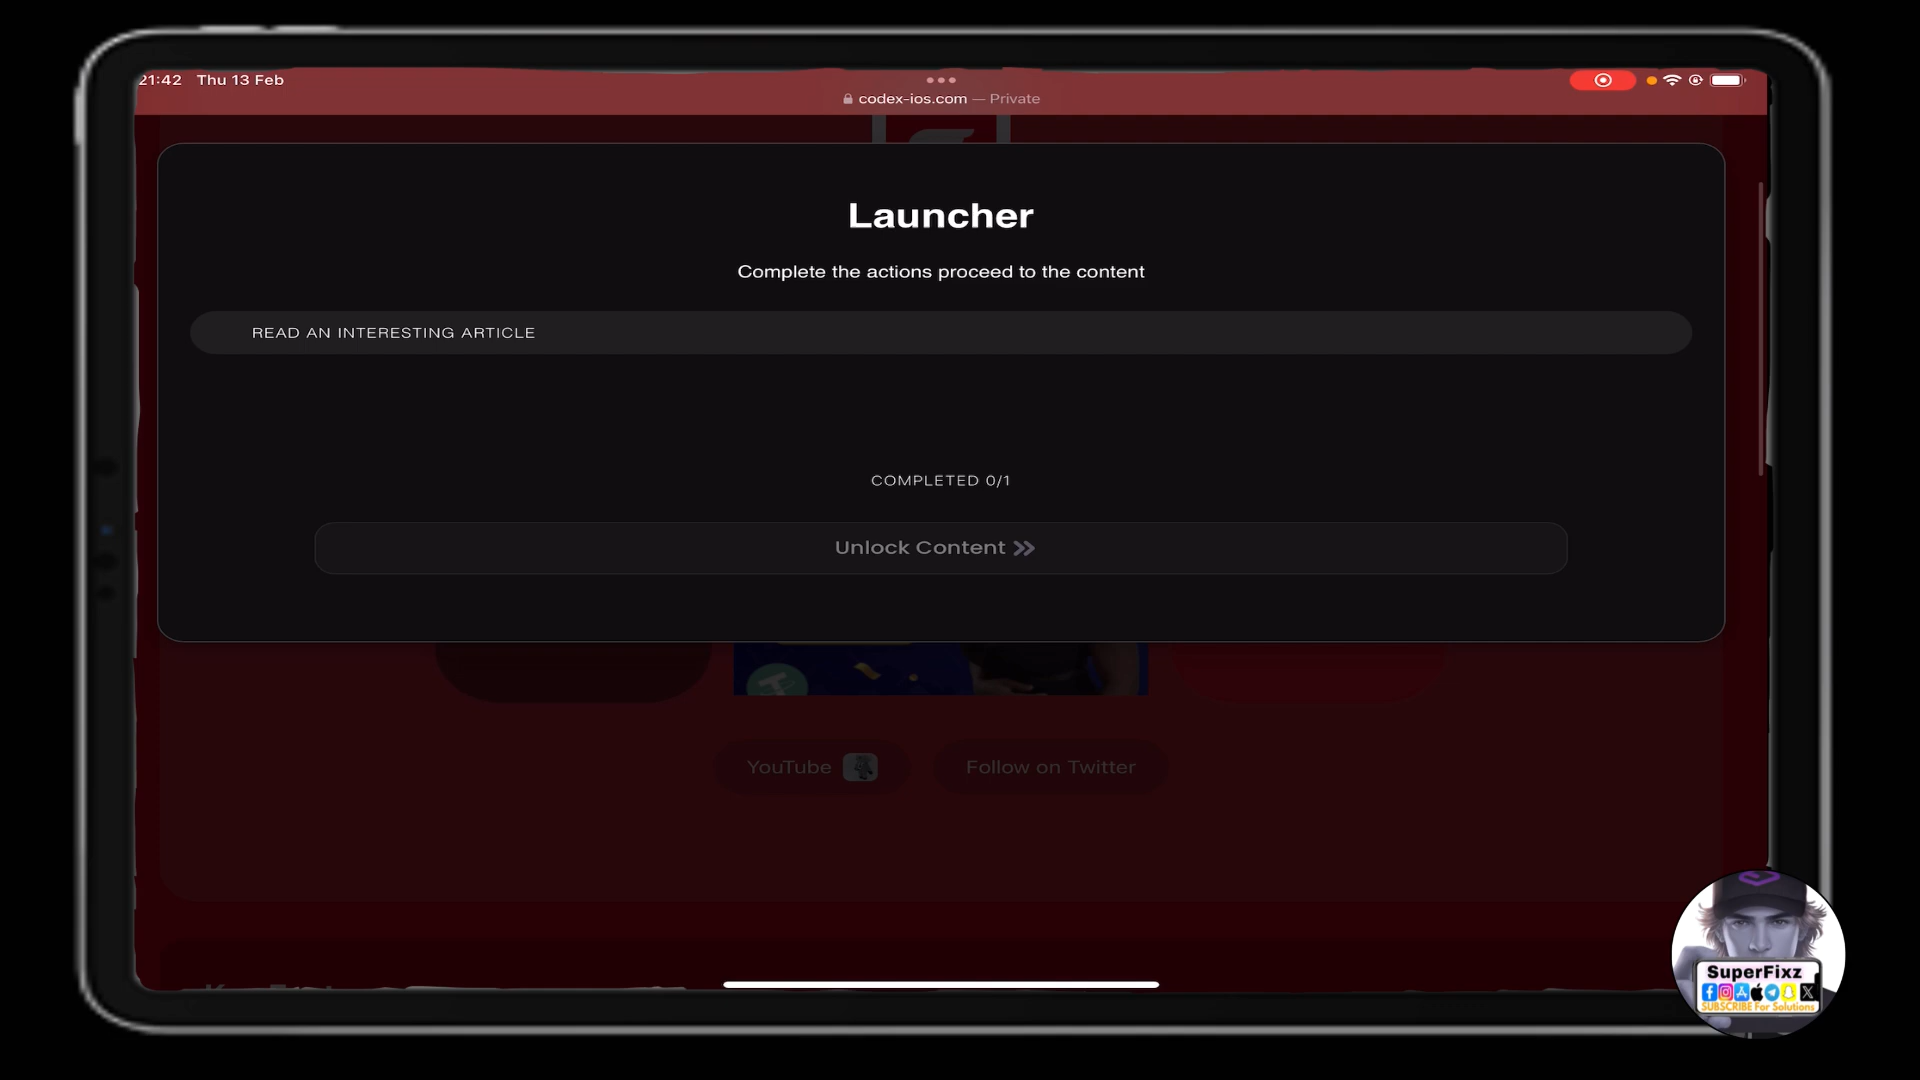 21:42 Thu 13 Feb
codex-ios.com — Private
Launcher
Complete the actions proceed to the content
READ AN INTERESTING ARTICLE
COMPLETED 0/1
Unlock Content »
YouTube
Follow on Twitter
SuperFixz
SUBSCRIBE For Solutions